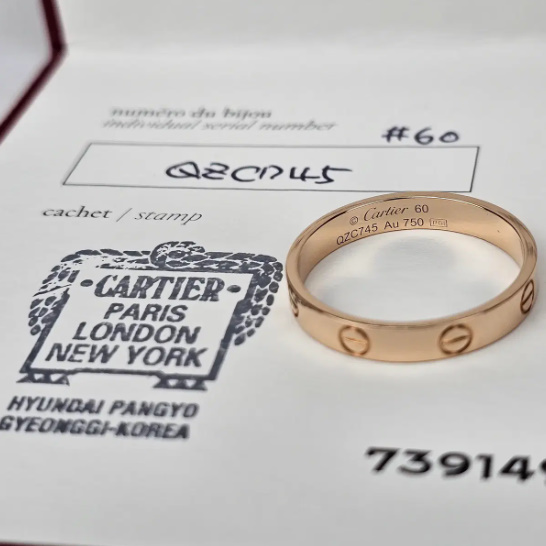 numéro du bijou
individual serial number
#60
QZC745
cachet / stamp
© Cartier 60
QZC745 Au 750
CARTIER
PARIS
LONDON
NEW YORK
HYUNDAI PANGYO
GYEONGGI-KOREA
739149